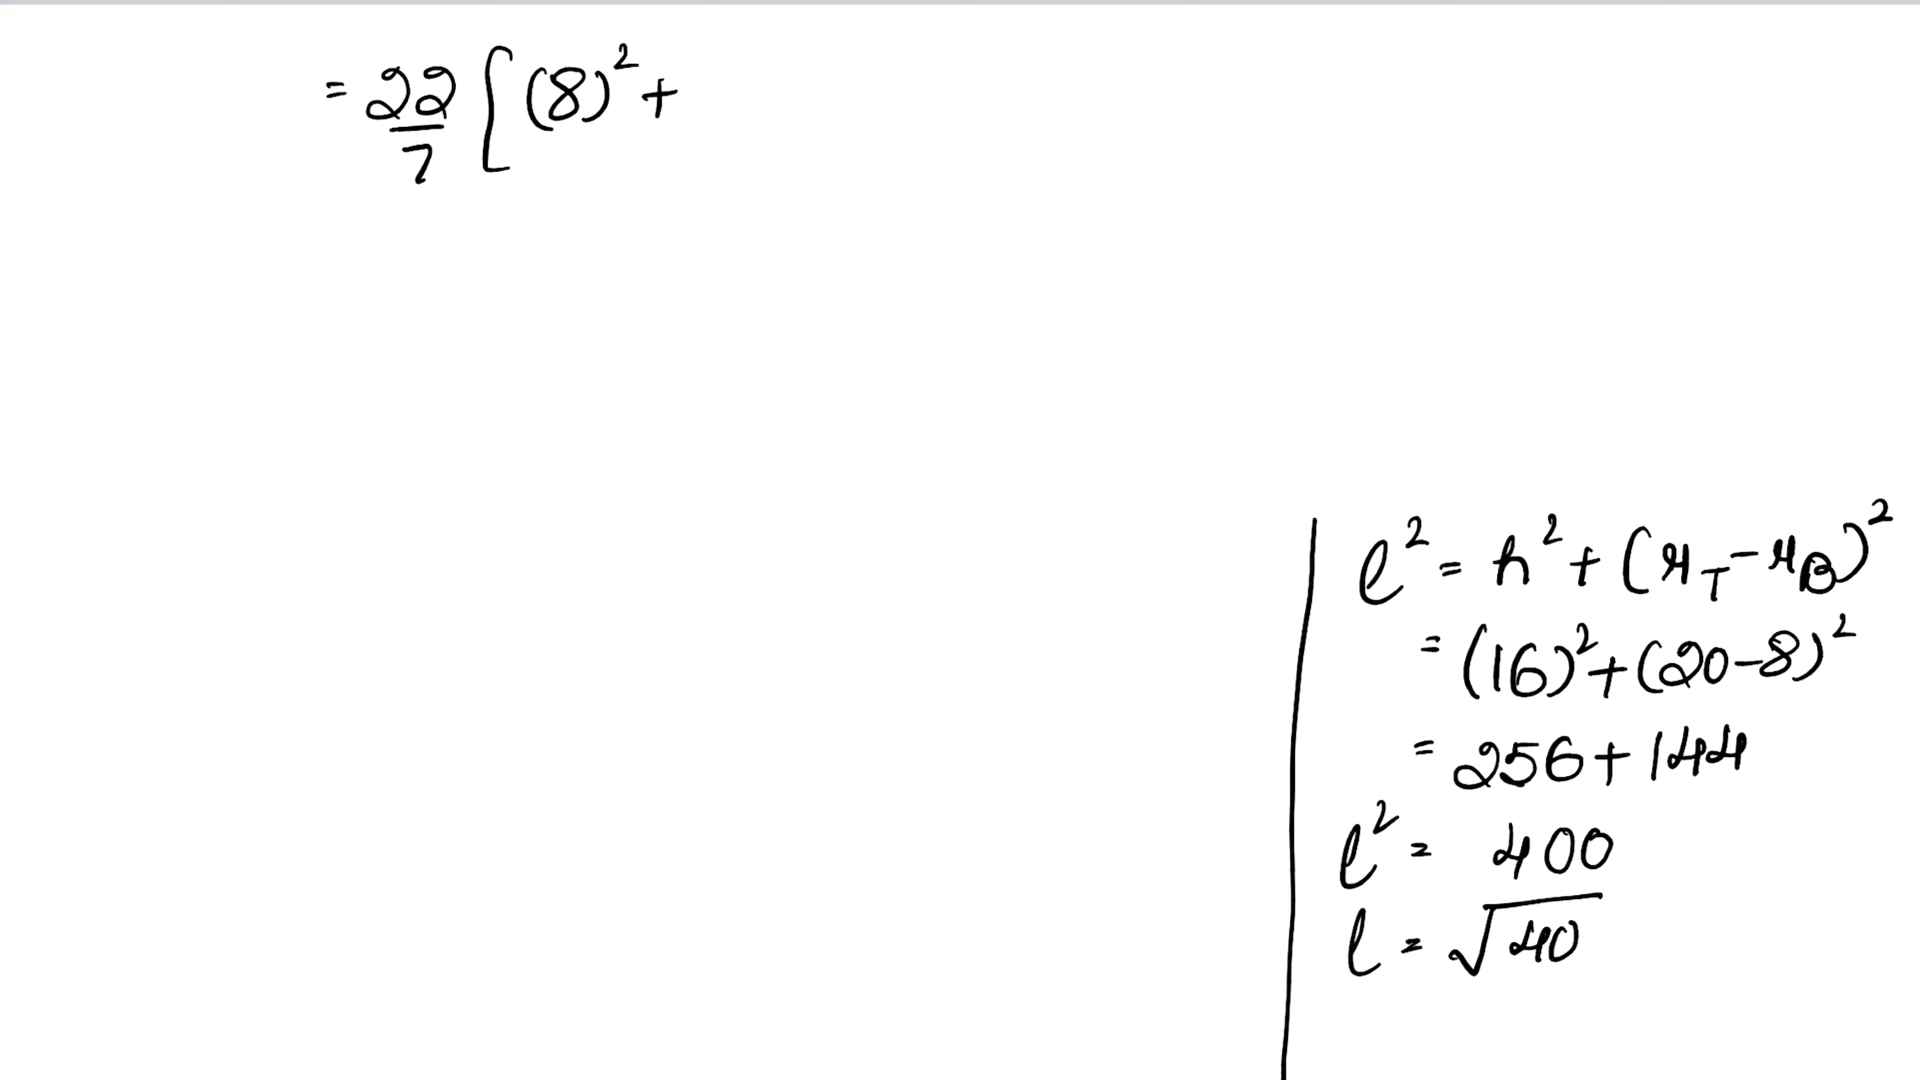 = 22/7 [ (8)² +
l² = h² + (r_T - r_B)²
= (16)² + (20-8)²
= 256 + 144
l² = 400
l = √40